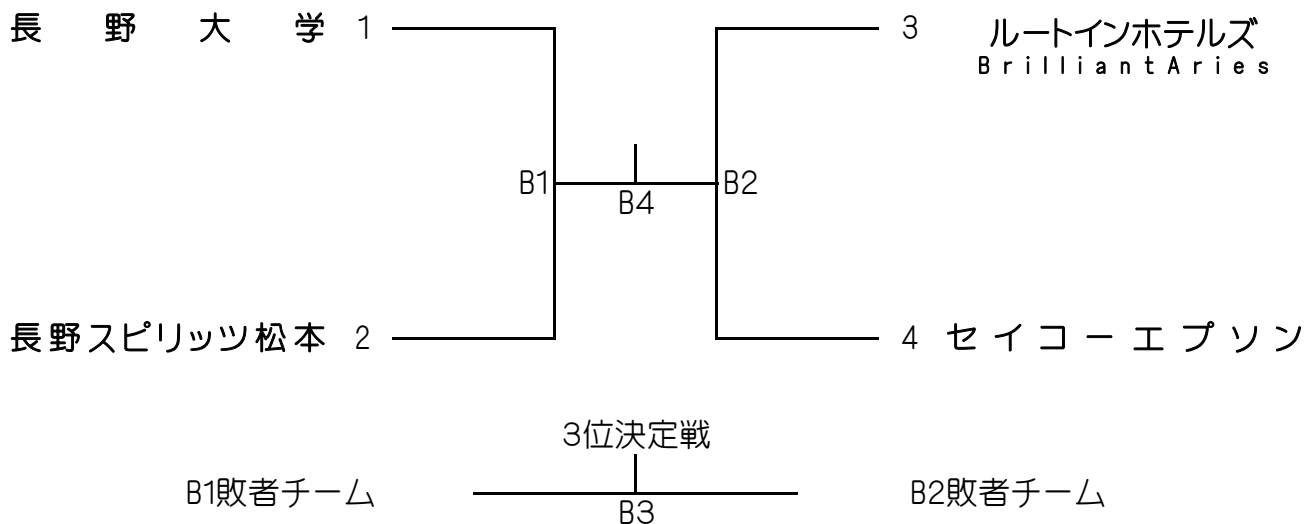 長野大学 1
3 ルートインホテルズ
BrilliantAries
B1
B4
B2
長野スピリッツ松本 2
4 セイコーエプソン
3位決定戦
B1敗者チーム
B3
B2敗者チーム